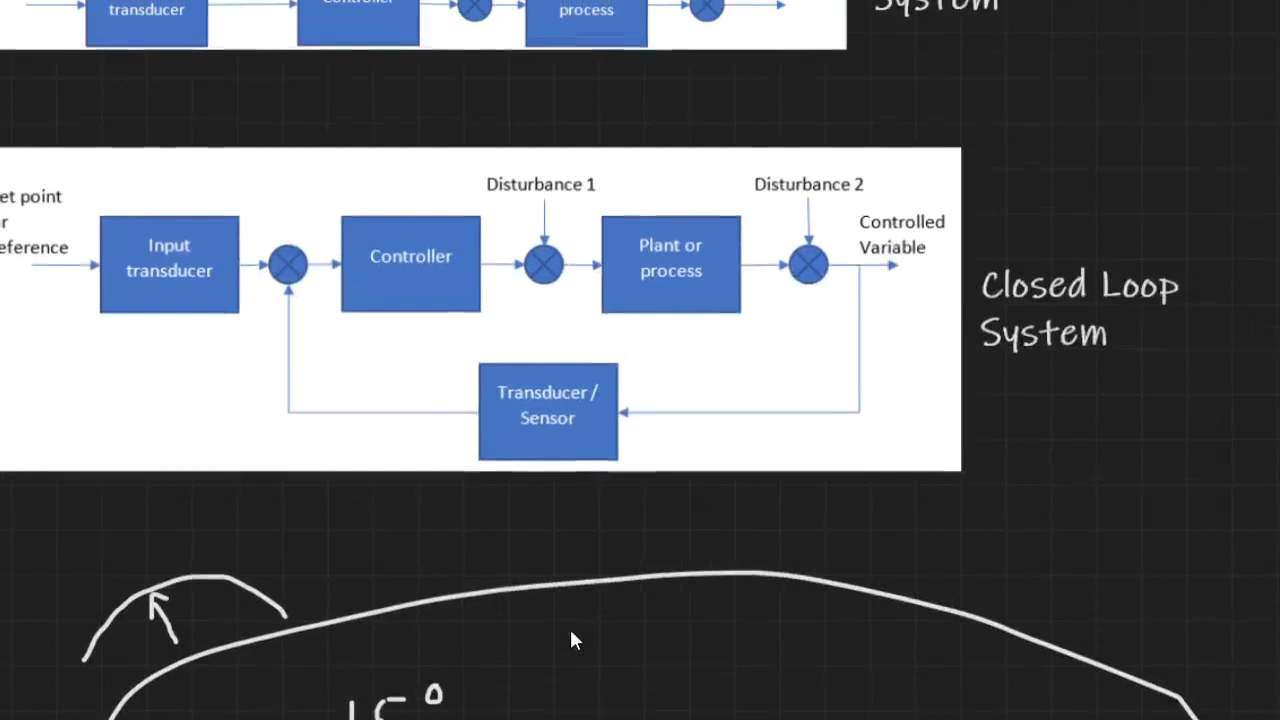 transducer
process
Disturbance 1
Disturbance 2
et point
eference
Controlled
Variable
Input
transducer
Controller
Plant or
process
Transducer /
Sensor
Closed Loop
System
15°